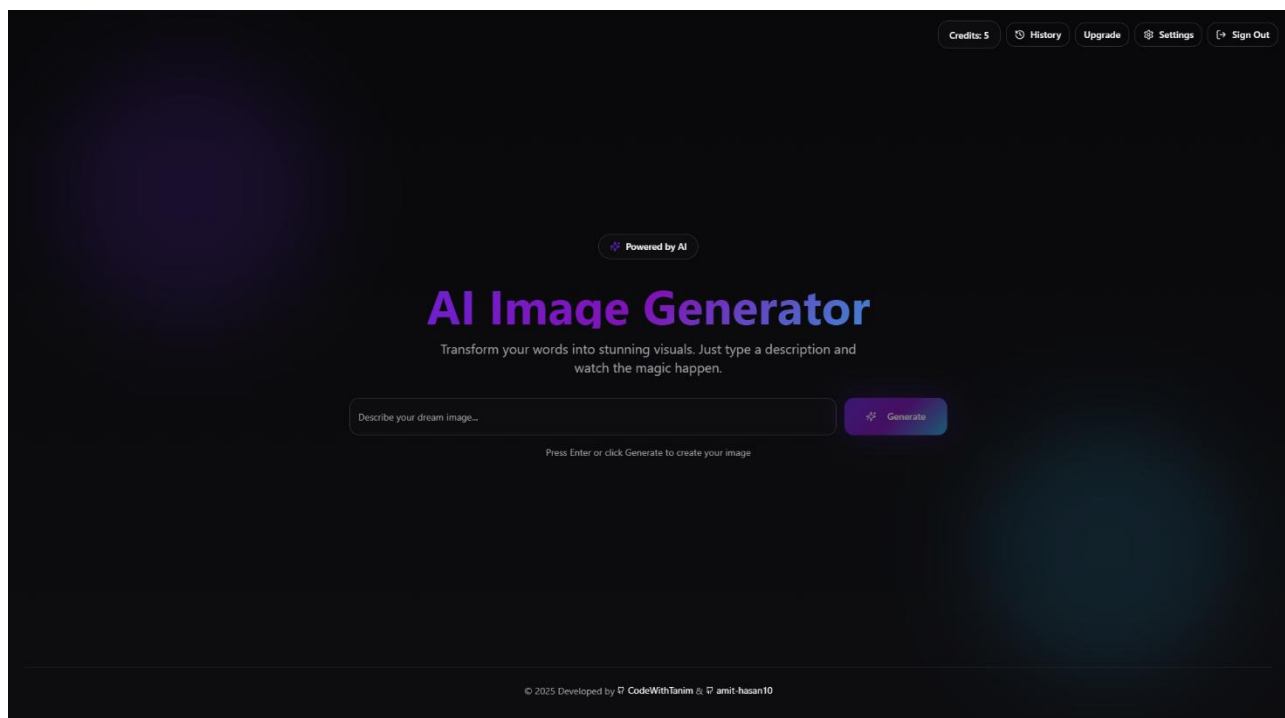 Credits: 5 History Upgrade Settings Sign Out
Powered by AI
AI Image Generator
Transform your words into stunning visuals. Just type a description and
watch the magic happen.
Describe your dream image... Generate
Press Enter or click Generate to create your image
© 2025 Developed by CodeWithTanim & amit-hasan10